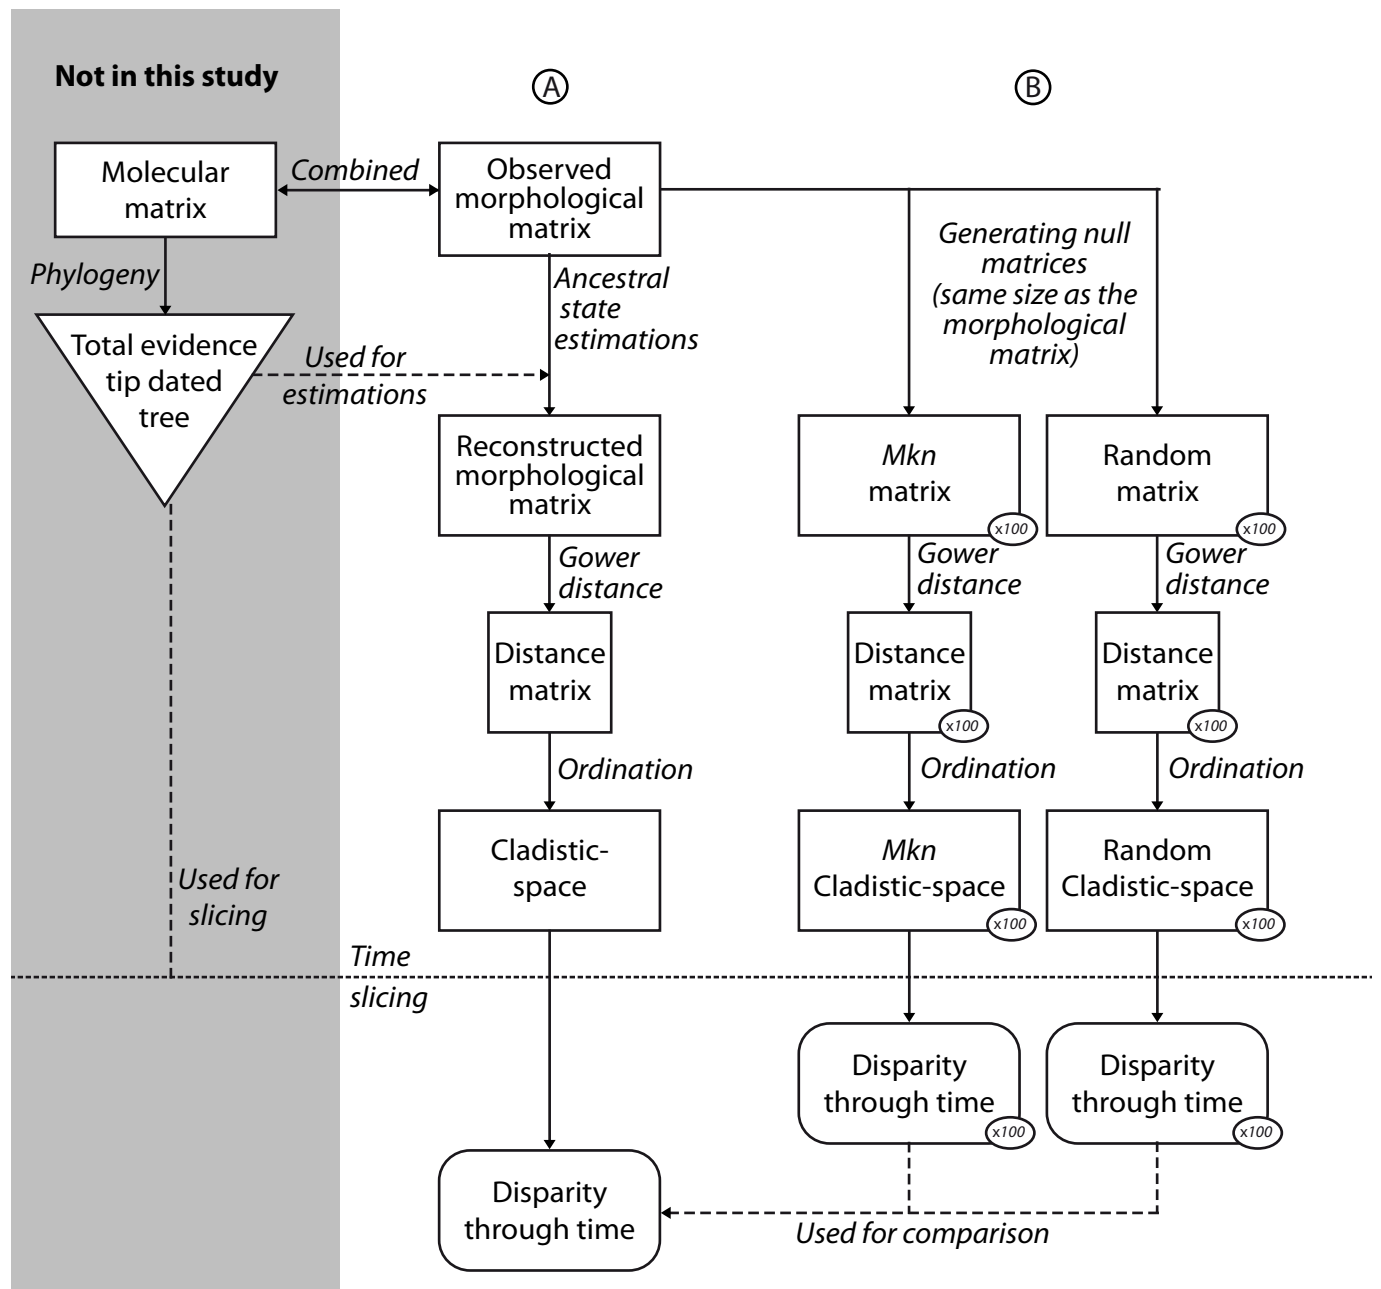 Not in this study
A
B
Molecular
matrix
Combined
Observed
morphological
matrix
Generating null
matrices
(same size as the
morphological
matrix)
Phylogeny
Ancestral
state
estimations
Total evidence
tip dated
tree
Used for
estimations
Reconstructed
morphological
matrix
Mkn
matrix
x100
Random
matrix
x100
Gower
distance
Gower
distance
Gower
distance
Distance
matrix
Distance
matrix
x100
Distance
matrix
x100
Ordination
Ordination
Ordination
Cladistic-
space
Mkn
Cladistic-space
x100
Random
Cladistic-space
x100
Used for
slicing
Time
slicing
Disparity
through time
x100
Disparity
through time
x100
Disparity
through time
Used for comparison